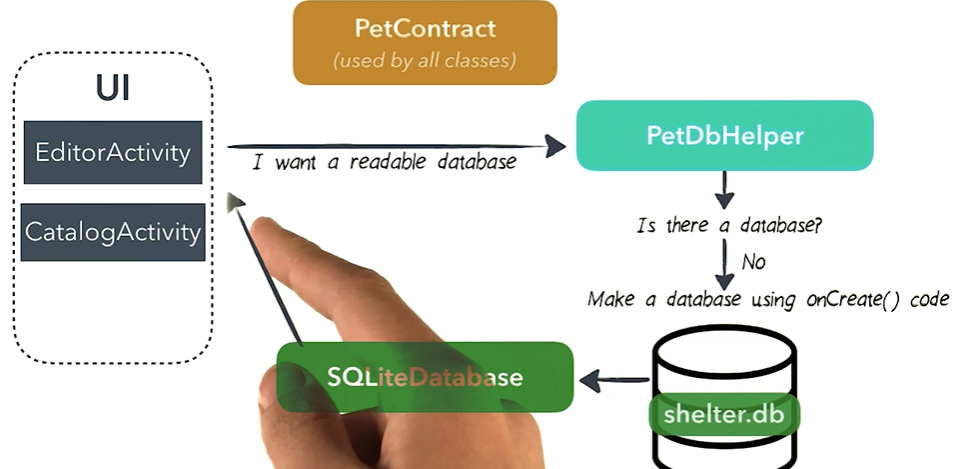 PetContract
(used by all classes)
UI
EditorActivity
CatalogActivity
I want a readable database
PetDbHelper
Is there a database?
No
Make a database using onCreate() code
SQLiteDatabase
shelter.db